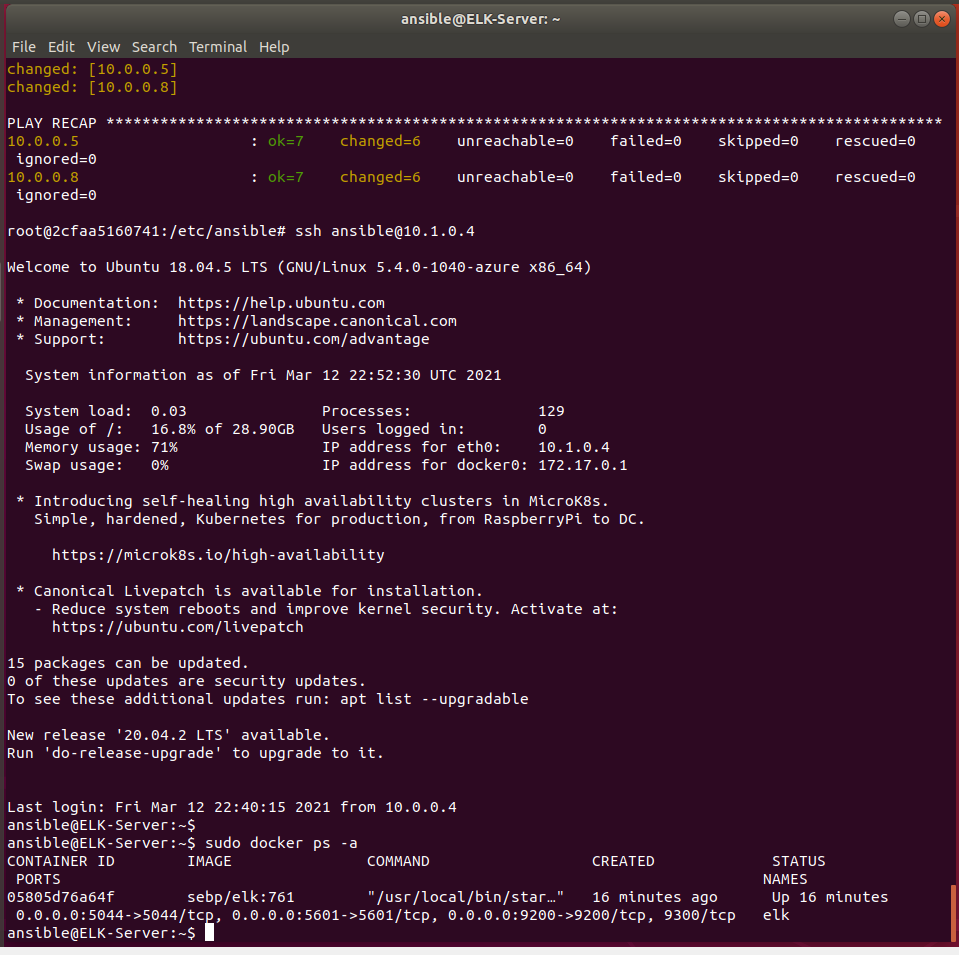 ansible@ELK-Server: ~
File Edit View Search Terminal Help
changed: [10.0.0.5]
changed: [10.0.0.8]
PLAY RECAP *********************************************************************************************
10.0.0.5                   : ok=7    changed=6    unreachable=0    failed=0    skipped=0    rescued=0
 ignored=0
10.0.0.8                   : ok=7    changed=6    unreachable=0    failed=0    skipped=0    rescued=0
 ignored=0
root@2cfaa5160741:/etc/ansible# ssh ansible@10.1.0.4
Welcome to Ubuntu 18.04.5 LTS (GNU/Linux 5.4.0-1040-azure x86_64)
 * Documentation:  https://help.ubuntu.com
 * Management:     https://landscape.canonical.com
 * Support:        https://ubuntu.com/advantage
  System information as of Fri Mar 12 22:52:30 UTC 2021
  System load:  0.03               Processes:              129
  Usage of /:   16.8% of 28.90GB   Users logged in:        0
  Memory usage: 71%                IP address for eth0:    10.1.0.4
  Swap usage:   0%                 IP address for docker0: 172.17.0.1
 * Introducing self-healing high availability clusters in MicroK8s.
   Simple, hardened, Kubernetes for production, from RaspberryPi to DC.
     https://microk8s.io/high-availability
 * Canonical Livepatch is available for installation.
   - Reduce system reboots and improve kernel security. Activate at:
     https://ubuntu.com/livepatch
15 packages can be updated.
0 of these updates are security updates.
To see these additional updates run: apt list --upgradable
New release '20.04.2 LTS' available.
Run 'do-release-upgrade' to upgrade to it.
Last login: Fri Mar 12 22:40:15 2021 from 10.0.0.4
ansible@ELK-Server:~$
ansible@ELK-Server:~$ sudo docker ps -a
CONTAINER ID        IMAGE               COMMAND                  CREATED             STATUS
 PORTS                                                                              NAMES
05805d76a64f        sebp/elk:761        "/usr/local/bin/star…"   16 minutes ago      Up 16 minutes
 0.0.0.0:5044->5044/tcp, 0.0.0.0:5601->5601/tcp, 0.0.0.0:9200->9200/tcp, 9300/tcp   elk
ansible@ELK-Server:~$